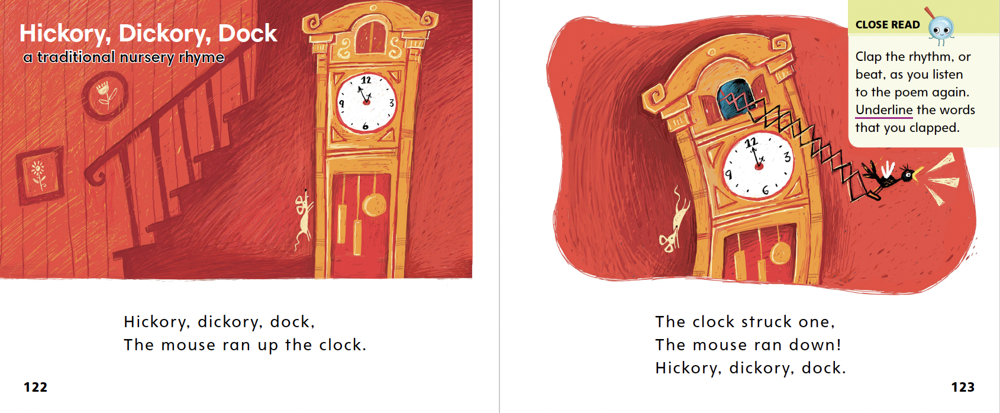 Hickory, Dickory, Dock
a traditional nursery rhyme
12
9
3
6
Hickory, dickory, dock,
The mouse ran up the clock.
122
CLOSE READ
Clap the rhythm, or
beat, as you listen
to the poem again.
Underline the words
that you clapped.
12
3
9
6
The clock struck one,
The mouse ran down!
Hickory, dickory, dock.
123